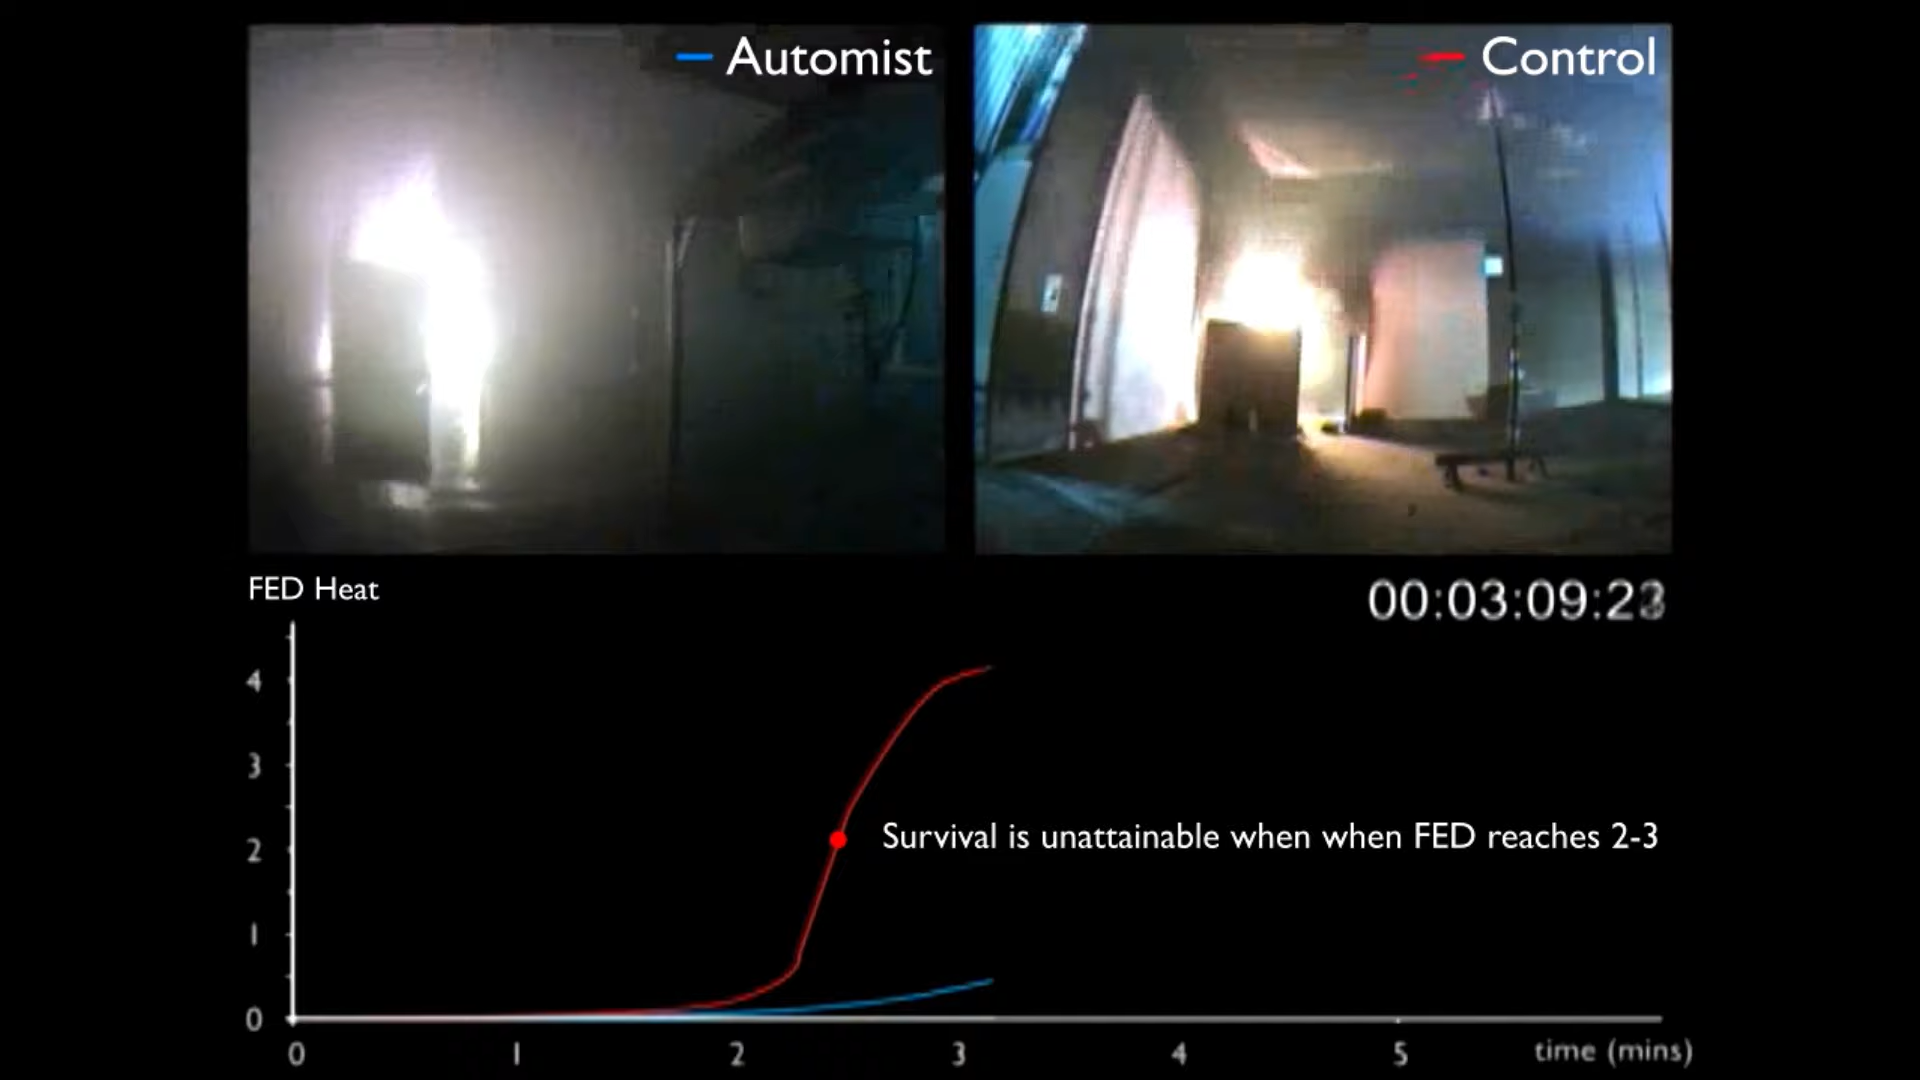 Automist
Control
FED Heat
00:03:09:23
4
3
Survival is unattainable when when FED reaches 2-3
2
1
0
0 1 2 3 4 5 time (mins)